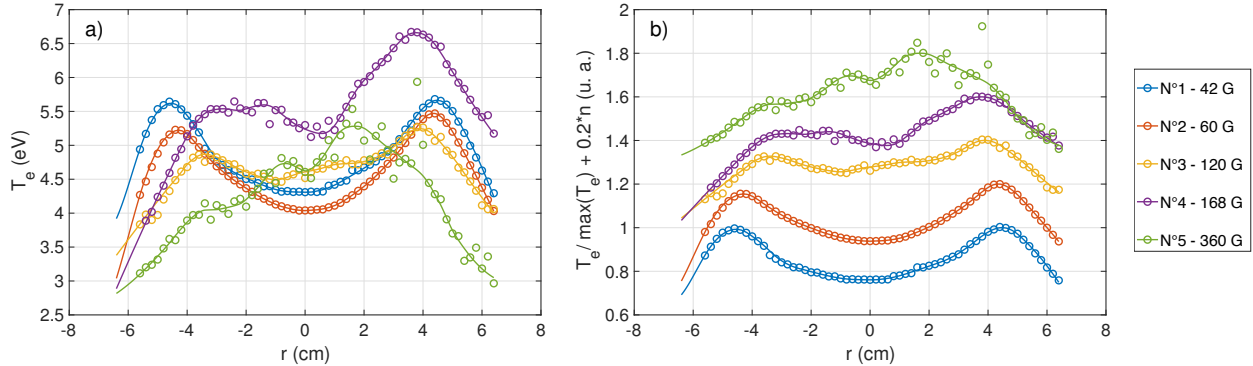 a)
7
6.5
6
5.5
5
4.5
4
3.5
3
2.5
-8 -6 -4 -2 0 2 4 6 8
r (cm)
T_e (eV)
b)
2
1.8
1.6
1.4
1.2
1
0.8
0.6
-8 -6 -4 -2 0 2 4 6 8
r (cm)
T_e / max(T_e) + 0.2*n (u. a.)
N°1 - 42 G
N°2 - 60 G
N°3 - 120 G
N°4 - 168 G
N°5 - 360 G